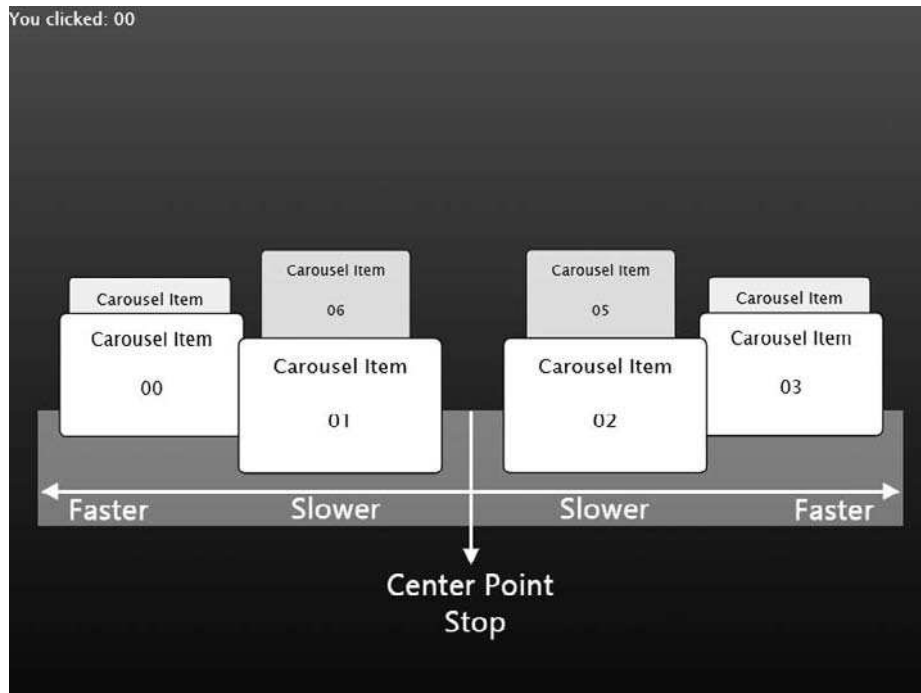 You clicked: 00
Carousel Item
06
Carousel Item
05
Carousel Item
Carousel Item
Carousel Item
00
Carousel Item
01
Carousel Item
02
Carousel Item
03
Faster
Slower
Slower
Faster
Center Point
Stop